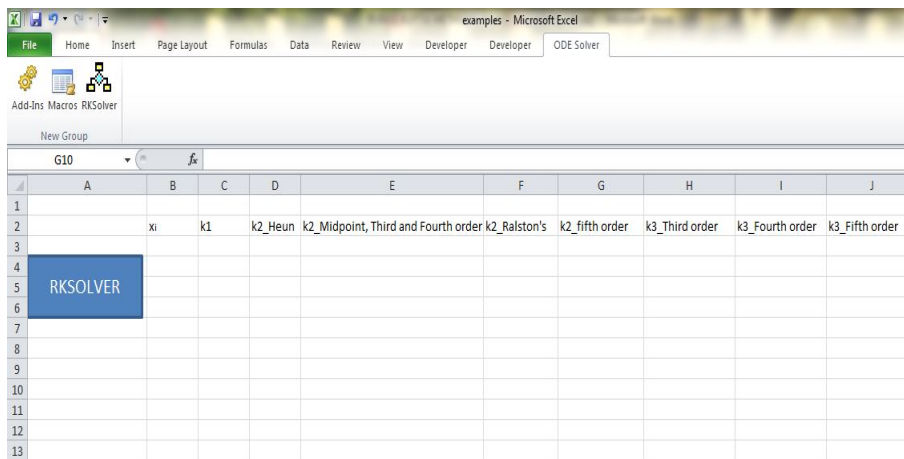 examples - Microsoft Excel
File Home Insert Page Layout Formulas Data Review View Developer Developer ODE Solver
Add-Ins Macros RKSolver
New Group
G10 fx
A B C D E F G H I J
1
2 xi k1 k2_Heun k2_Midpoint, Third and Fourth order k2_Ralston's k2_fifth order k3_Third order k3_Fourth order k3_Fifth order
3
4
5 RKSOLVER
6
7
8
9
10
11
12
13